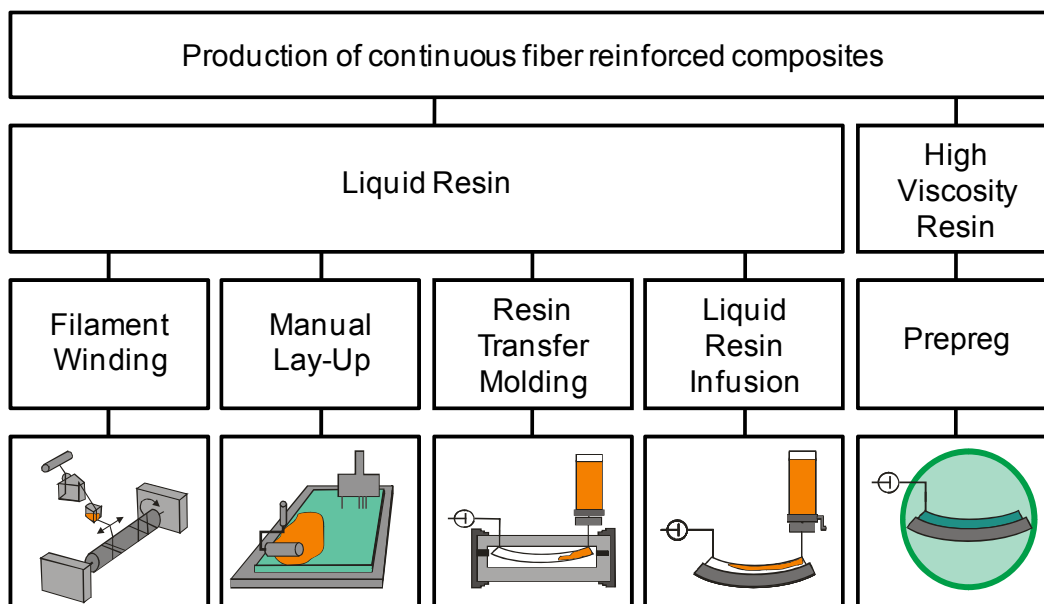 Production of continuous fiber reinforced composites
Liquid Resin
High
Viscosity
Resin
Filament
Winding
Manual
Lay-Up
Resin
Transfer
Molding
Liquid
Resin
Infusion
Prepreg